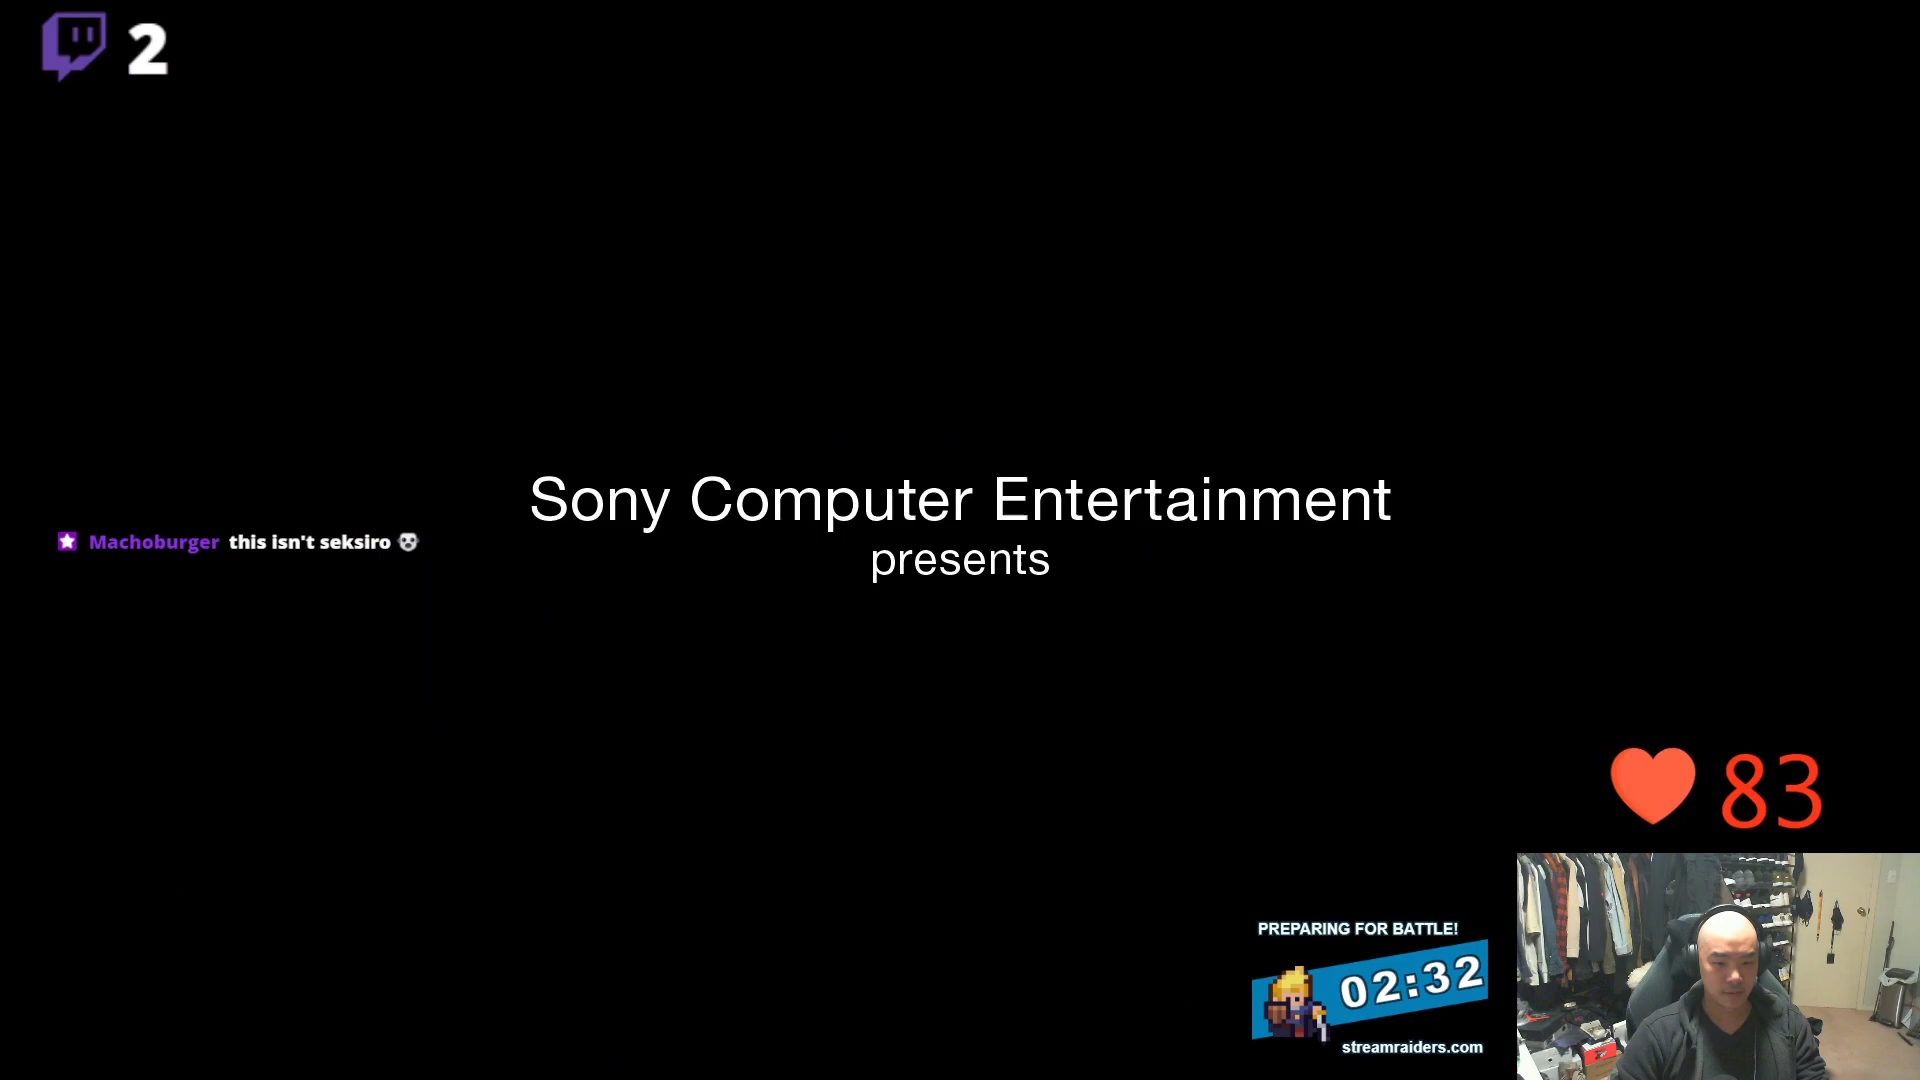 2
Sony Computer Entertainment
presents
Machoburger this isn't seksiro 💀
83
PREPARING FOR BATTLE!
02:32
streamraiders.com